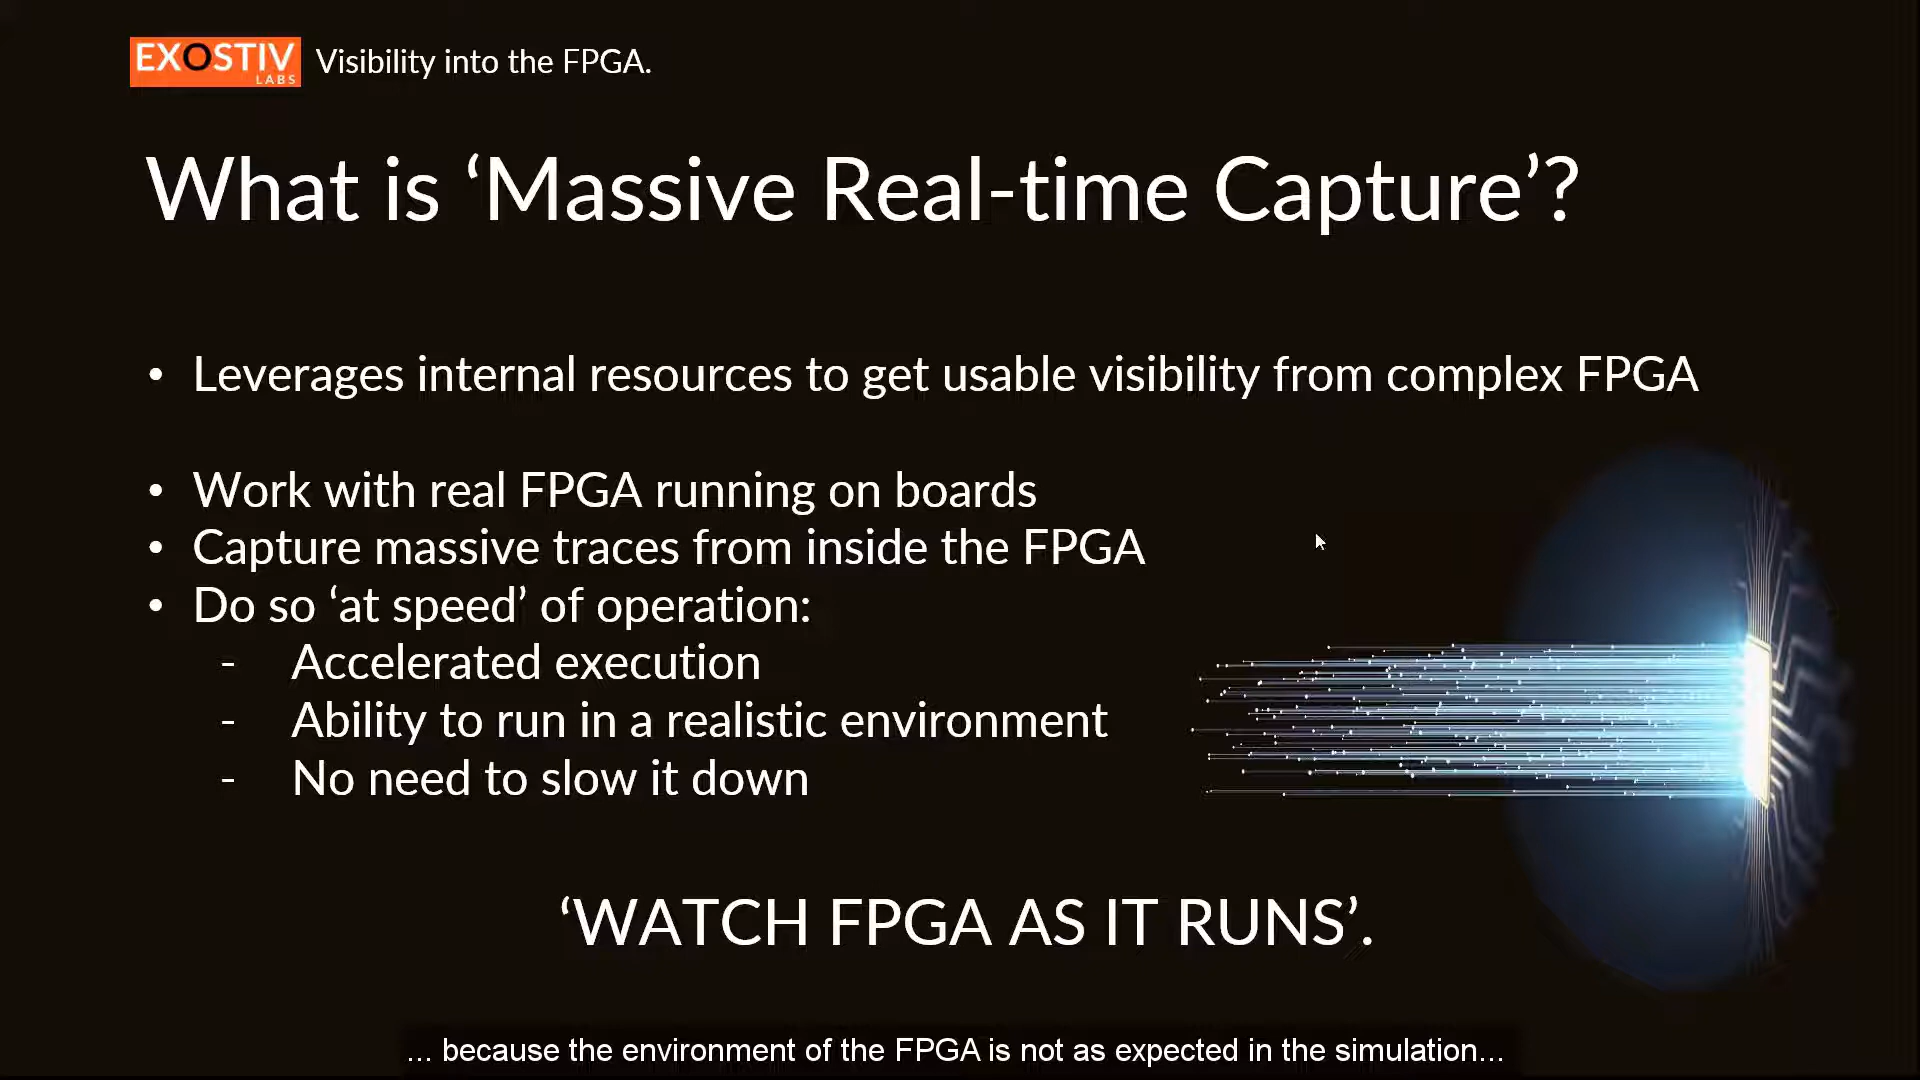 EXOSTIV
LABS
Visibility into the FPGA.
What is ‘Massive Real-time Capture’?
• Leverages internal resources to get usable visibility from complex FPGA
• Work with real FPGA running on boards
• Capture massive traces from inside the FPGA
• Do so ‘at speed’ of operation:
- Accelerated execution
- Ability to run in a realistic environment
- No need to slow it down
‘WATCH FPGA AS IT RUNS’.
... because the environment of the FPGA is not as expected in the simulation...